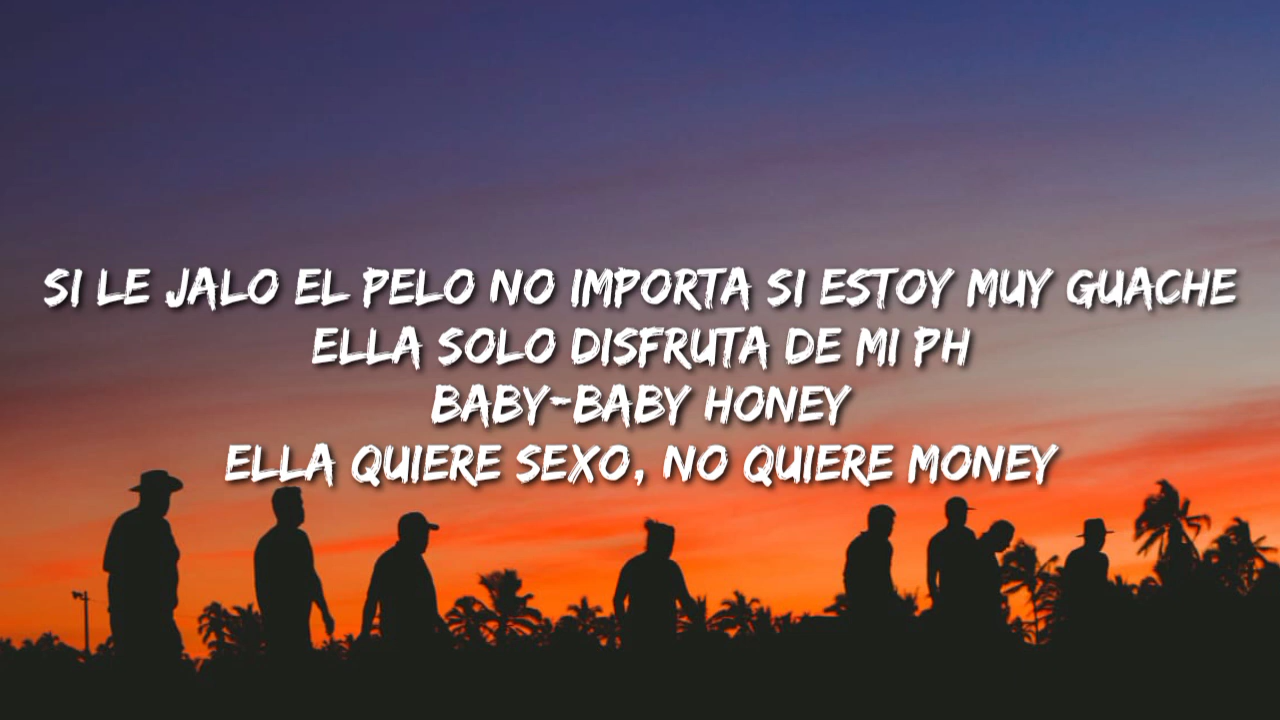 SI LE JALO EL PELO NO IMPORTA SI ESTOY MUY GUACHE
ELLA SOLO DISFRUTA DE MI PH
BABY-BABY HONEY
ELLA QUIERE SEXO, NO QUIERE MONEY